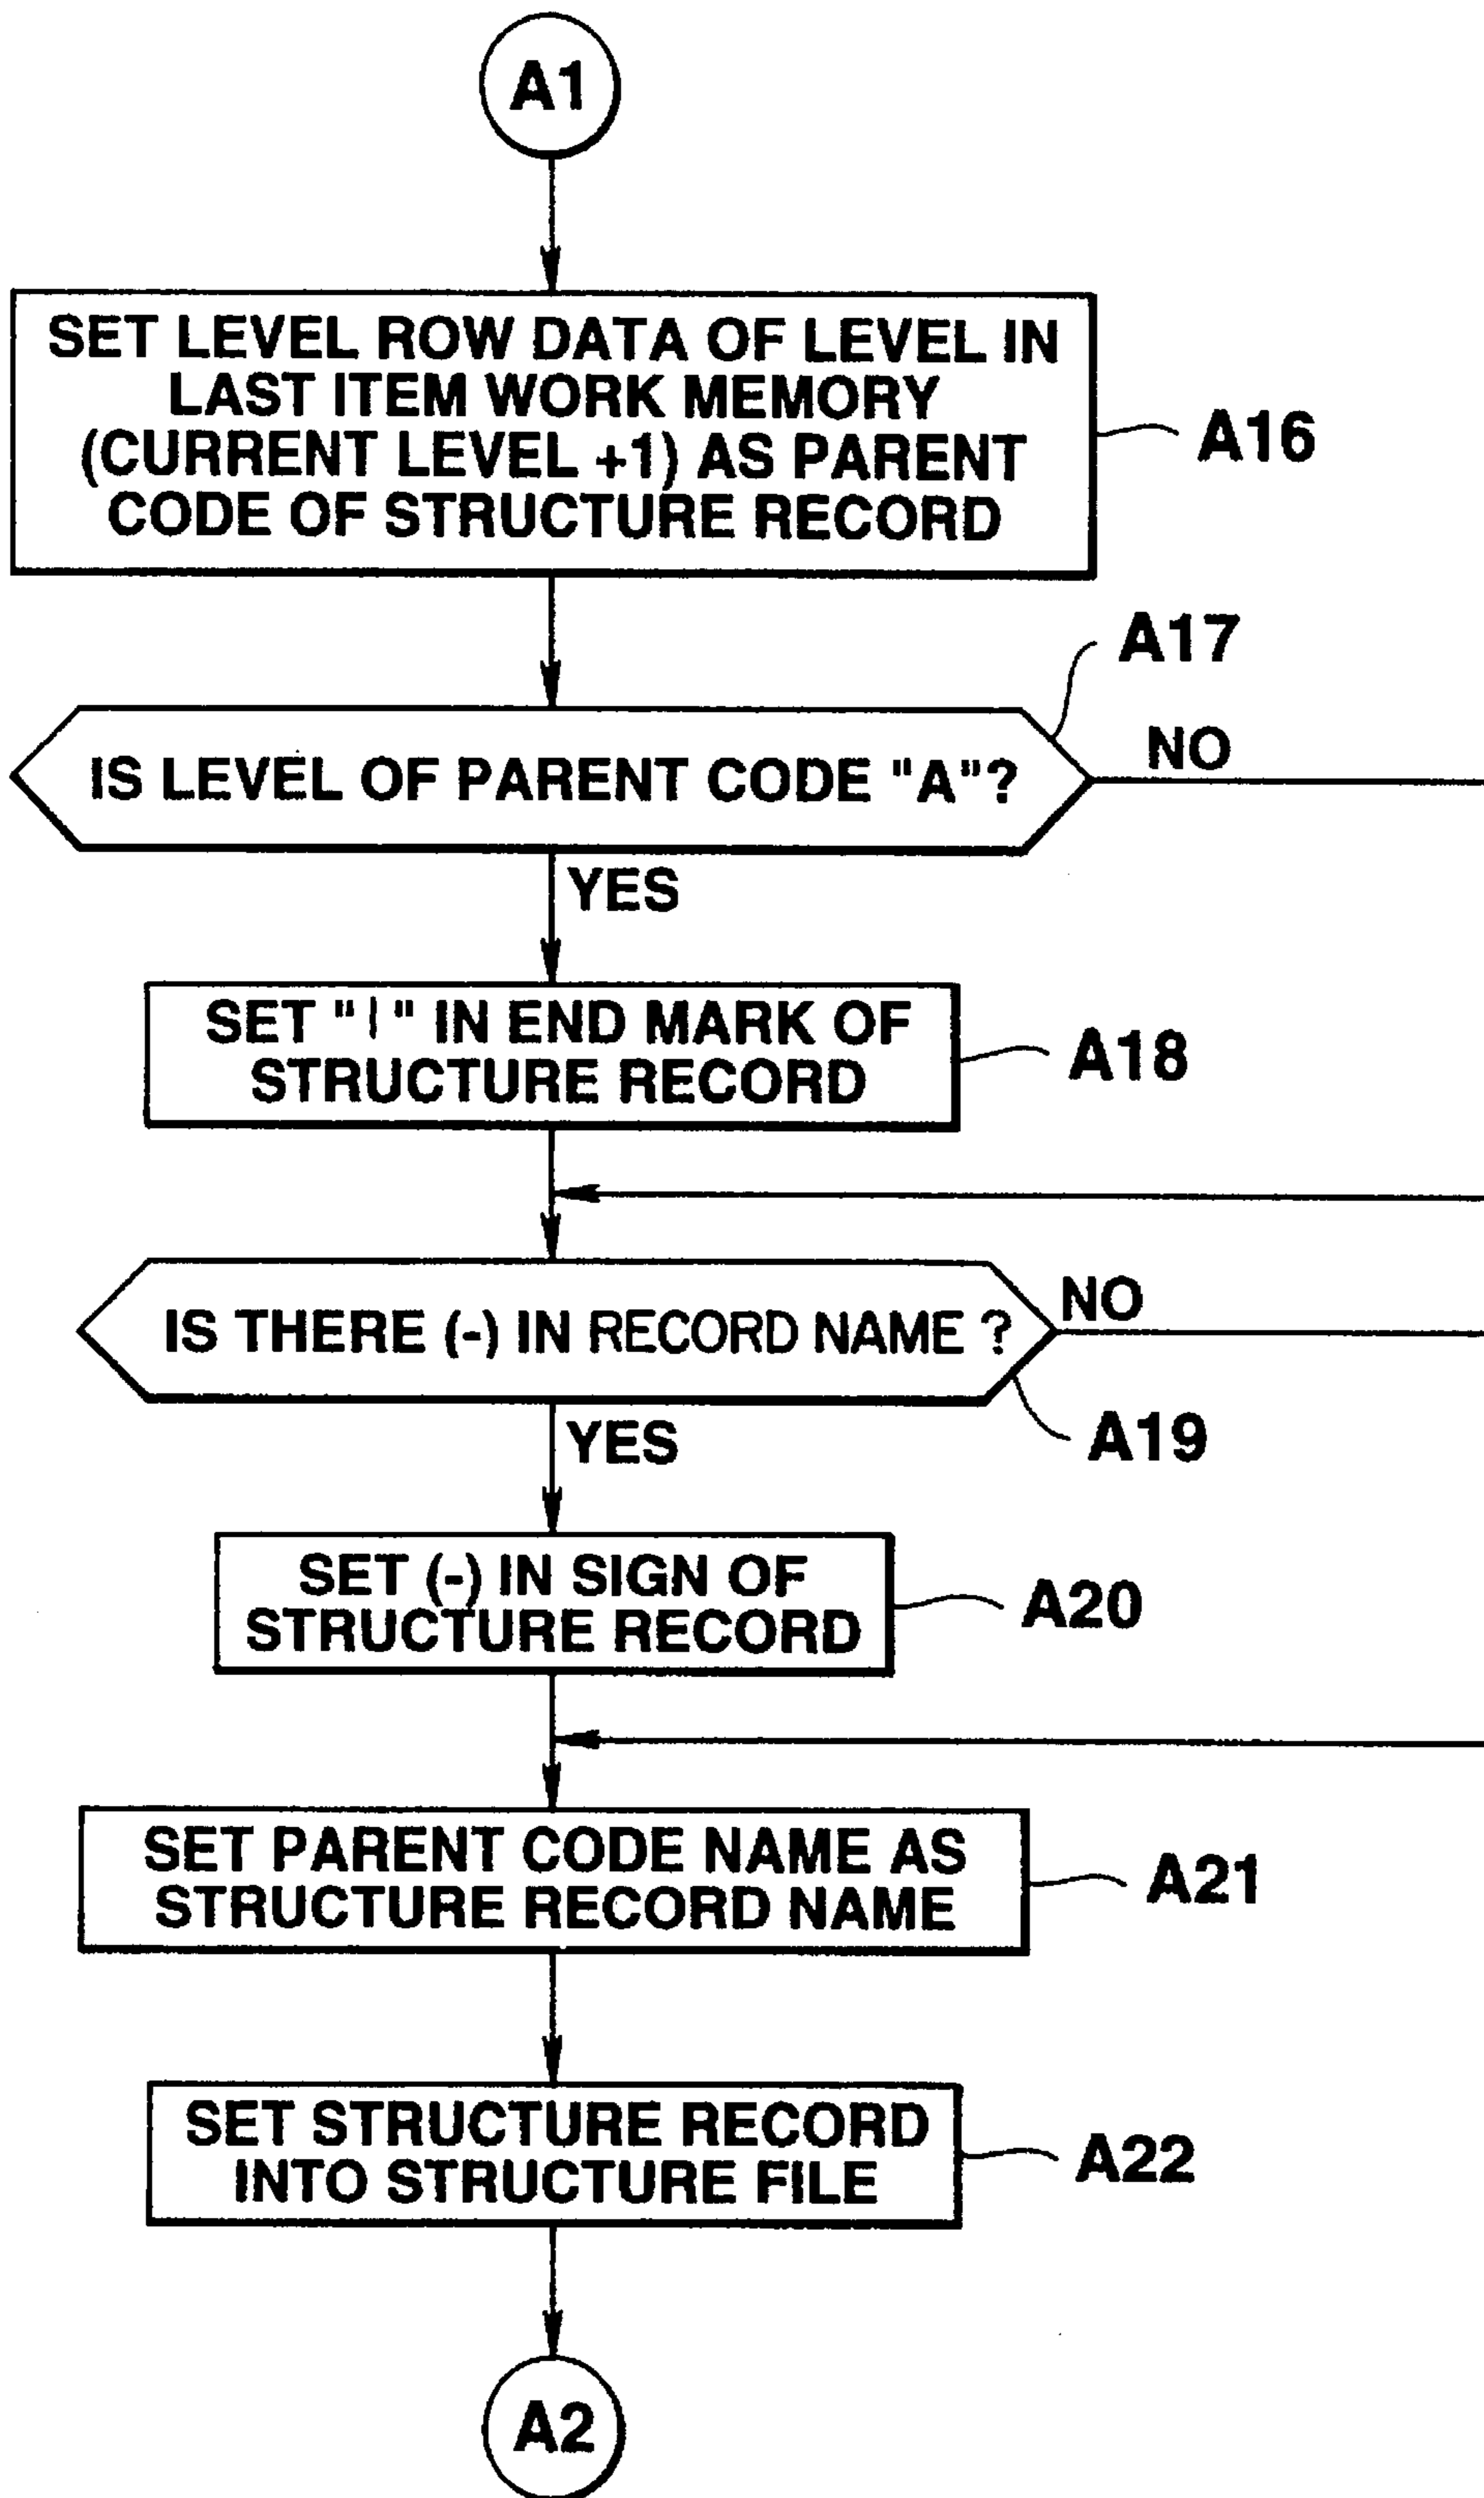 A1
SET LEVEL ROW DATA OF LEVEL IN
LAST ITEM WORK MEMORY
(CURRENT LEVEL +1) AS PARENT
CODE OF STRUCTURE RECORD
A16
A17
IS LEVEL OF PARENT CODE "A"?
NO
YES
SET "I" IN END MARK OF
STRUCTURE RECORD
A18
IS THERE (-) IN RECORD NAME ?
NO
A19
YES
SET (-) IN SIGN OF
STRUCTURE RECORD
A20
SET PARENT CODE NAME AS
STRUCTURE RECORD NAME
A21
SET STRUCTURE RECORD
INTO STRUCTURE FILE
A22
A2